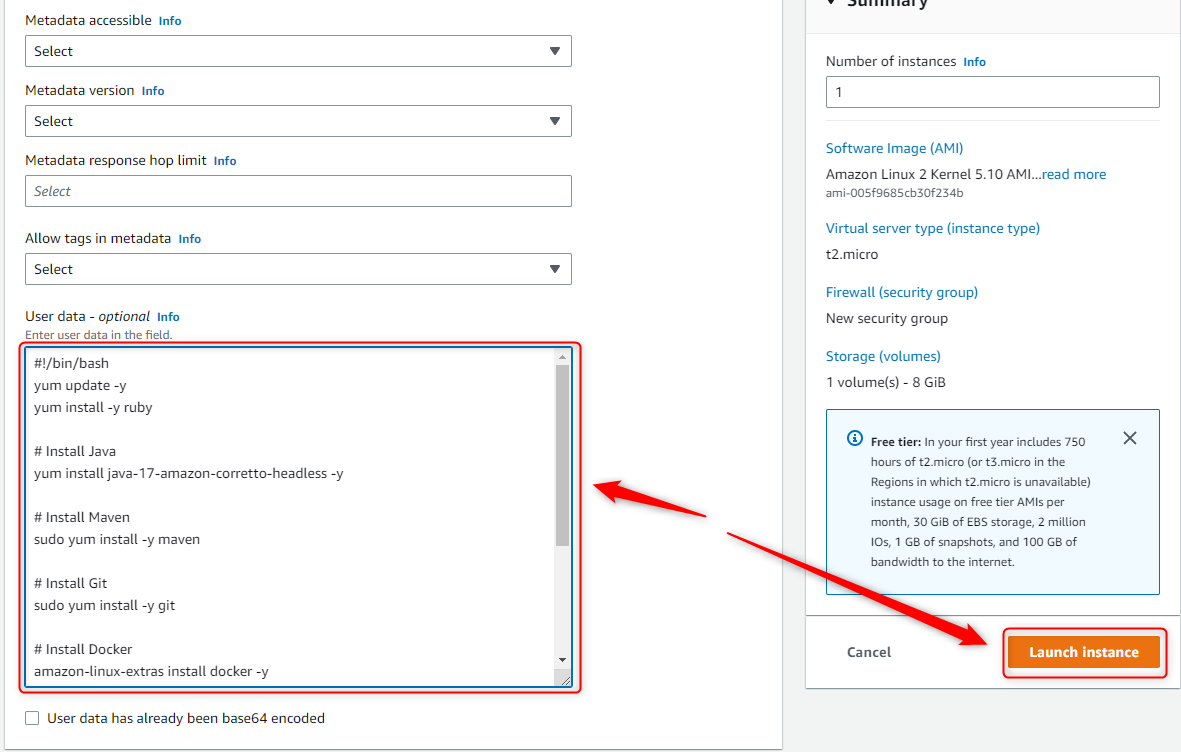 Metadata accessible Info
Select
Metadata version Info
Select
Metadata response hop limit Info
Select
Allow tags in metadata Info
Select
User data - optional Info
Enter user data in the field.
#!/bin/bash
yum update -y
yum install -y ruby
# Install Java
yum install java-17-amazon-corretto-headless -y
# Install Maven
sudo yum install -y maven
# Install Git
sudo yum install -y git
# Install Docker
amazon-linux-extras install docker -y
User data has already been base64 encoded
Summary
Number of instances Info
1
Software Image (AMI)
Amazon Linux 2 Kernel 5.10 AMI...read more
ami-005f9685cb30f234b
Virtual server type (instance type)
t2.micro
Firewall (security group)
New security group
Storage (volumes)
1 volume(s) - 8 GiB
Free tier: In your first year includes 750
hours of t2.micro (or t3.micro in the
Regions in which t2.micro is unavailable)
instance usage on free tier AMIs per
month, 30 GiB of EBS storage, 2 million
IOs, 1 GB of snapshots, and 100 GB of
bandwidth to the internet.
Cancel
Launch instance